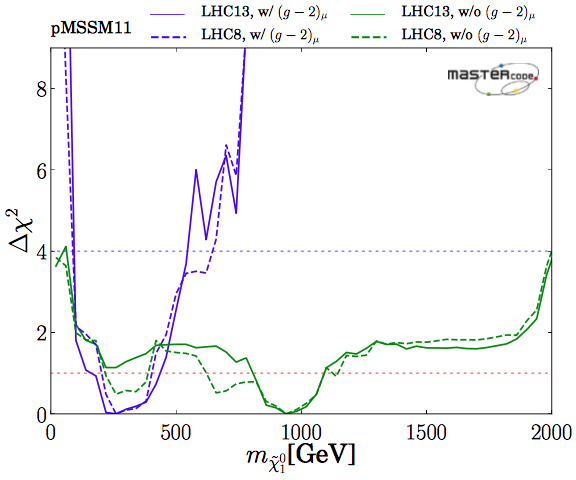 pMSSM11
LHC13, w/ (g − 2)μ
LHC13, w/o (g − 2)μ
LHC8, w/ (g − 2)μ
LHC8, w/o (g − 2)μ
MASTERCODE
Δχ²
8
6
4
2
0
0 500 1000 1500 2000
m_χ̃⁰₁[GeV]